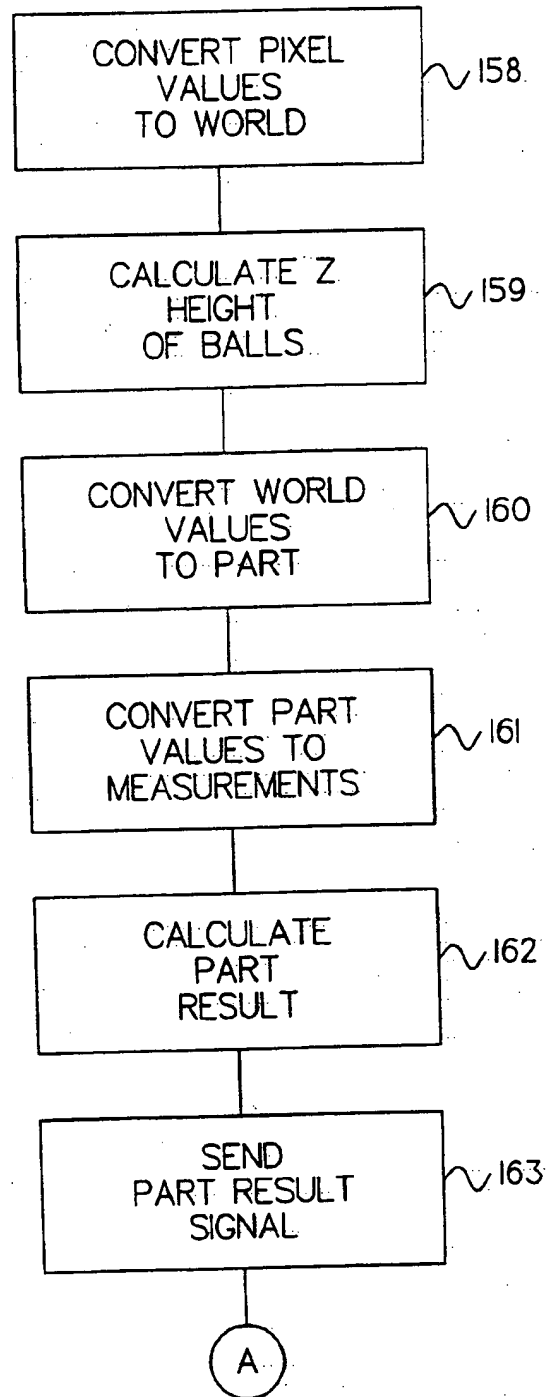 CONVERT PIXEL
VALUES
TO WORLD
158
CALCULATE Z
HEIGHT
OF BALLS
159
CONVERT WORLD
VALUES
TO PART
160
CONVERT PART
VALUES TO
MEASUREMENTS
161
CALCULATE
PART
RESULT
162
SEND
PART RESULT
SIGNAL
163
A